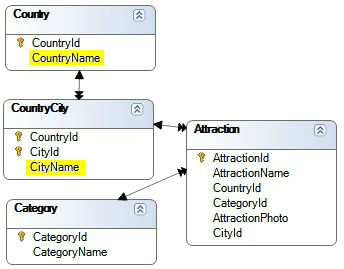 Country
CountryId
CountryName
CountryCity
CountryId
CityId
CityName
Attraction
AttractionId
AttractionName
CountryId
CategoryId
AttractionPhoto
CityId
Category
CategoryId
CategoryName